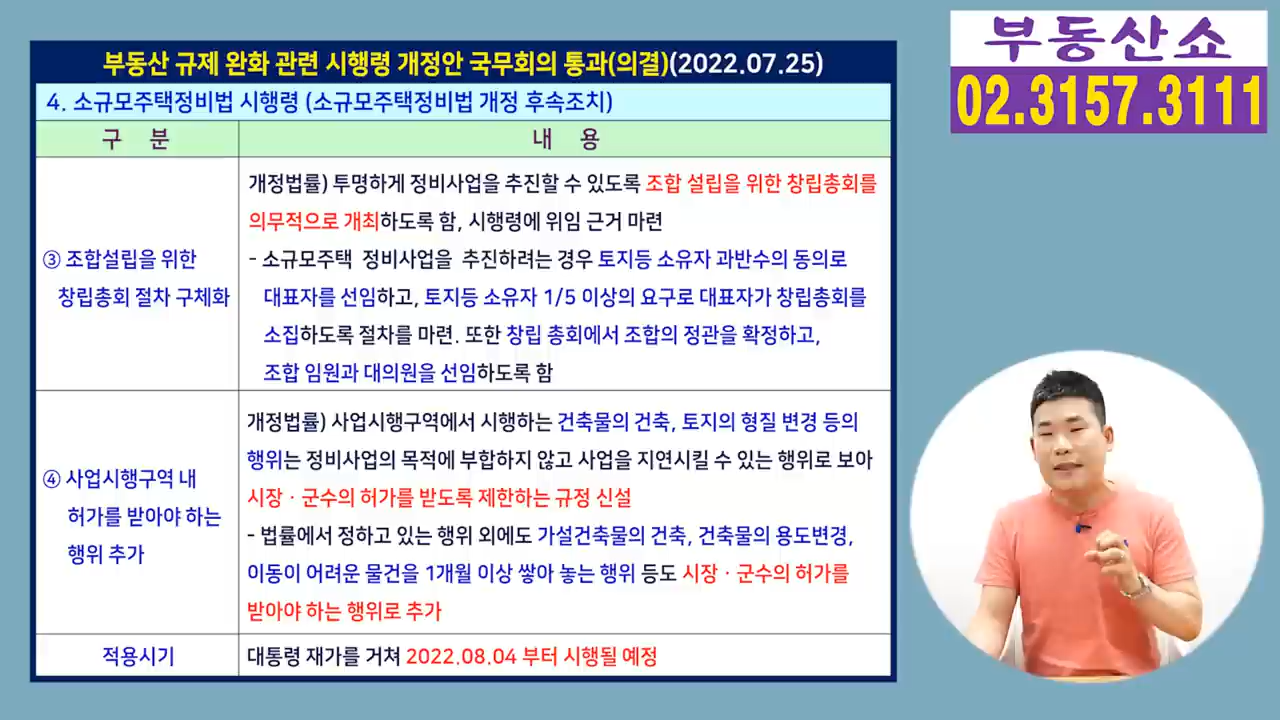 부동산쇼
02.3157.3111
부동산 규제 완화 관련 시행령 개정안 국무회의 통과(의결)(2022.07.25)
4. 소규모주택정비법 시행령 (소규모주택정비법 개정 후속조치)
구 분
내 용
③ 조합설립을 위한
창립총회 절차 구체화
개정법률) 투명하게 정비사업을 추진할 수 있도록 조합 설립을 위한 창립총회를
의무적으로 개최하도록 함, 시행령에 위임 근거 마련
- 소규모주택 정비사업을 추진하려는 경우 토지등 소유자 과반수의 동의로
대표자를 선임하고, 토지등 소유자 1/5 이상의 요구로 대표자가 창립총회를
소집하도록 절차를 마련. 또한 창립 총회에서 조합의 정관을 확정하고,
조합 임원과 대의원을 선임하도록 함
④ 사업시행구역 내
허가를 받아야 하는
행위 추가
개정법률) 사업시행구역에서 시행하는 건축물의 건축, 토지의 형질 변경 등의
행위는 정비사업의 목적에 부합하지 않고 사업을 지연시킬 수 있는 행위로 보아
시장 · 군수의 허가를 받도록 제한하는 규정 신설
- 법률에서 정하고 있는 행위 외에도 가설건축물의 건축, 건축물의 용도변경,
이동이 어려운 물건을 1개월 이상 쌓아 놓는 행위 등도 시장 · 군수의 허가를
받아야 하는 행위로 추가
적용시기
대통령 재가를 거쳐 2022.08.04 부터 시행될 예정